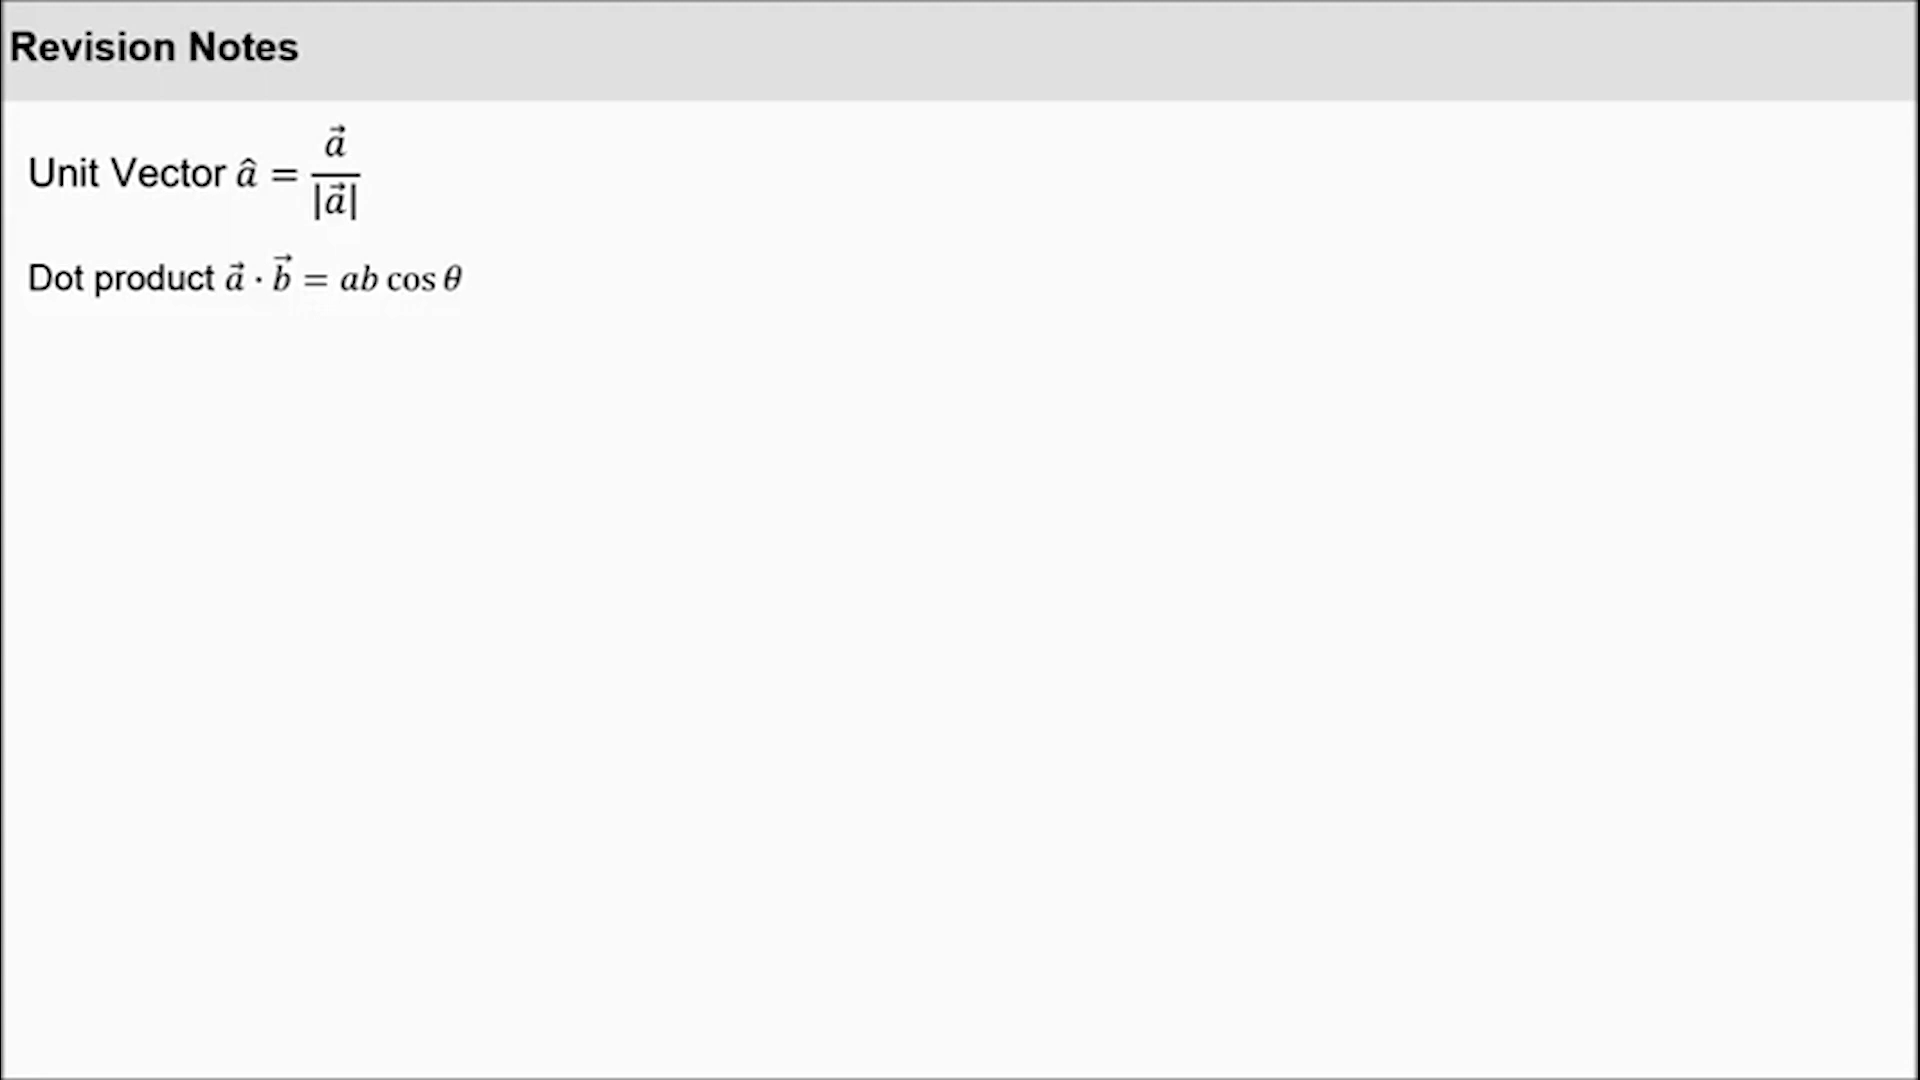 Revision Notes
Unit Vector â = a⃗ / |a⃗|
Dot product a⃗ · b⃗ = ab cos θ